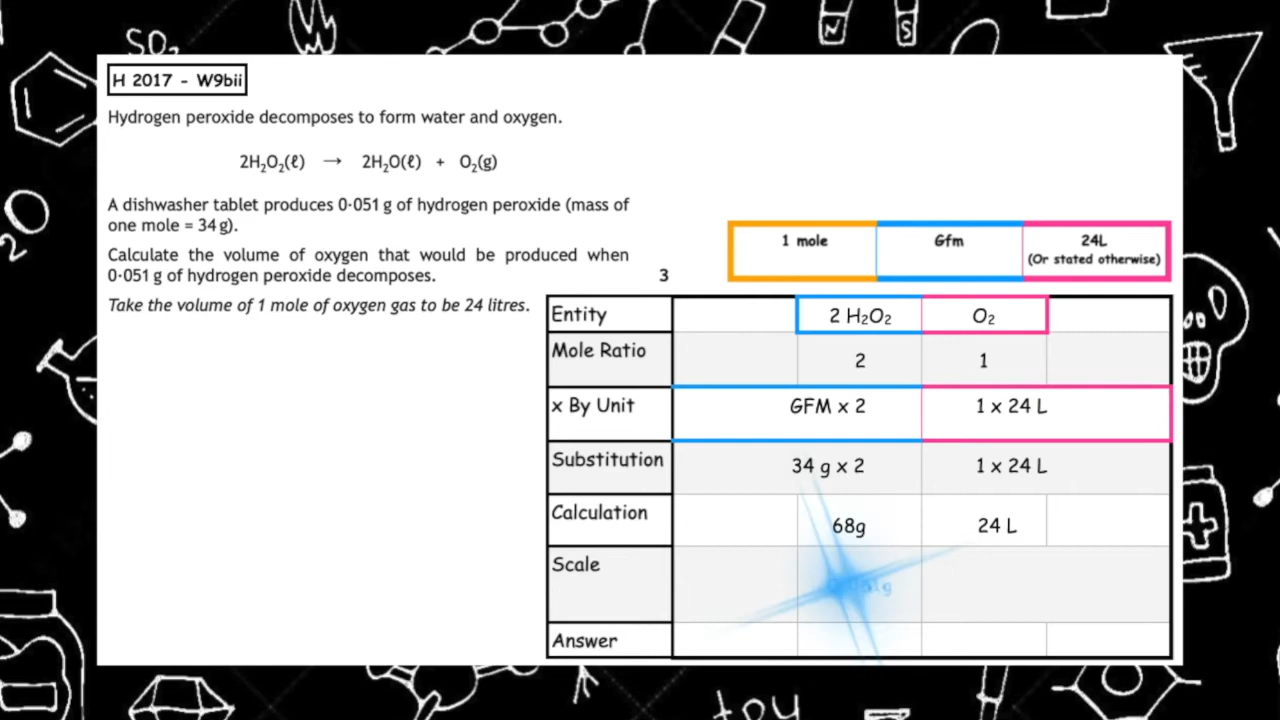 SO2
N S
H 2017 - W9bii
Hydrogen peroxide decomposes to form water and oxygen.
2H₂O₂(ℓ) → 2H₂O(ℓ) + O₂(g)
A dishwasher tablet produces 0·051 g of hydrogen peroxide (mass of
one mole = 34 g).
Calculate the volume of oxygen that would be produced when
0·051 g of hydrogen peroxide decomposes.
3
Take the volume of 1 mole of oxygen gas to be 24 litres.
1 mole Gfm 24L
(Or stated otherwise)
Entity 2 H₂O₂ O₂
Mole Ratio 2 1
x By Unit GFM x 2 1 x 24 L
Substitution 34 g x 2 1 x 24 L
Calculation 68g 24 L
Scale
Answer